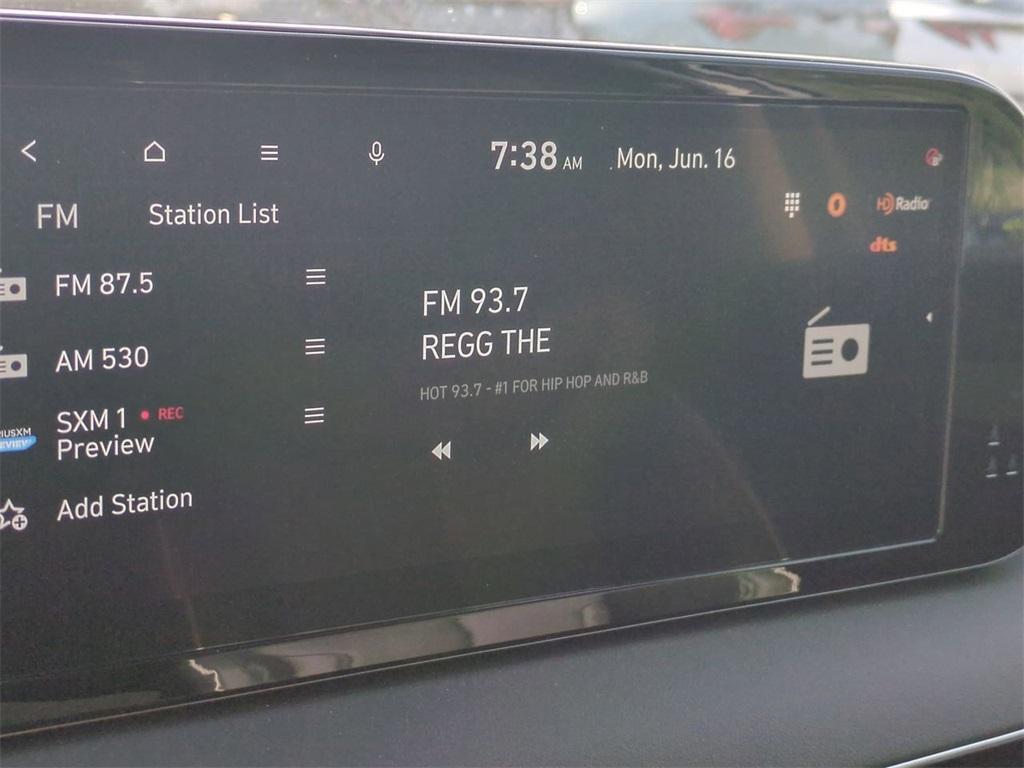 7:38 AM
Mon, Jun. 16
FM
Station List
HD Radio
dts
FM 87.5
AM 530
SXM 1 REC
Preview
Add Station
FM 93.7
REGG THE
HOT 93.7 - #1 FOR HIP HOP AND R&B